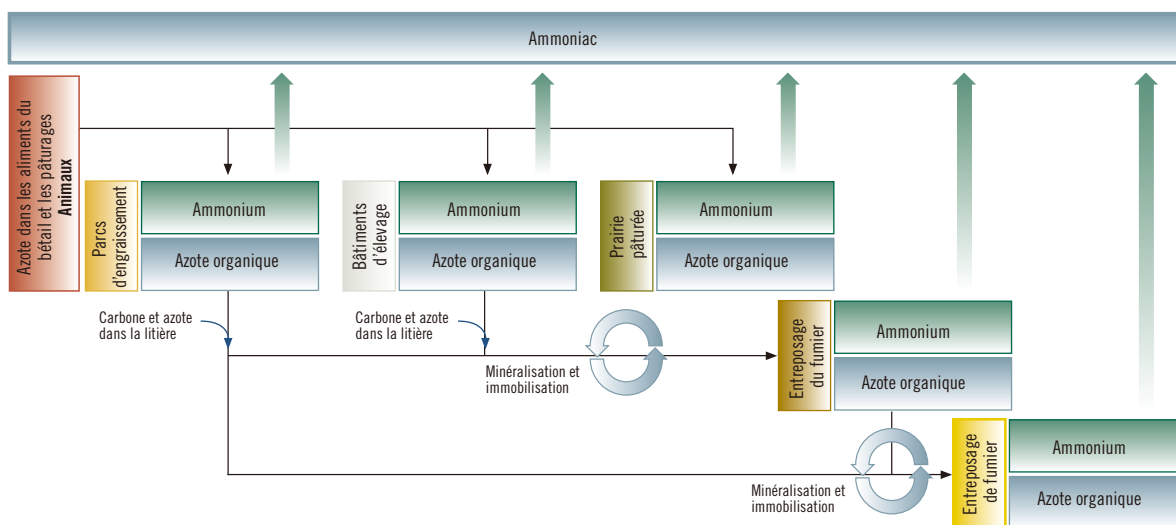 Ammoniac
Azote dans les aliments du
bétail et les pâturages
Animaux
Parcs
d'engraissement
Ammonium
Azote organique
Bâtiments
d'élevage
Ammonium
Azote organique
Prairie
pâturée
Ammonium
Azote organique
Carbone et azote
dans la litière
Carbone et azote
dans la litière
Minéralisation et
immobilisation
Entreposage
du fumier
Ammonium
Azote organique
Minéralisation et
immobilisation
Entreposage
de fumier
Ammonium
Azote organique